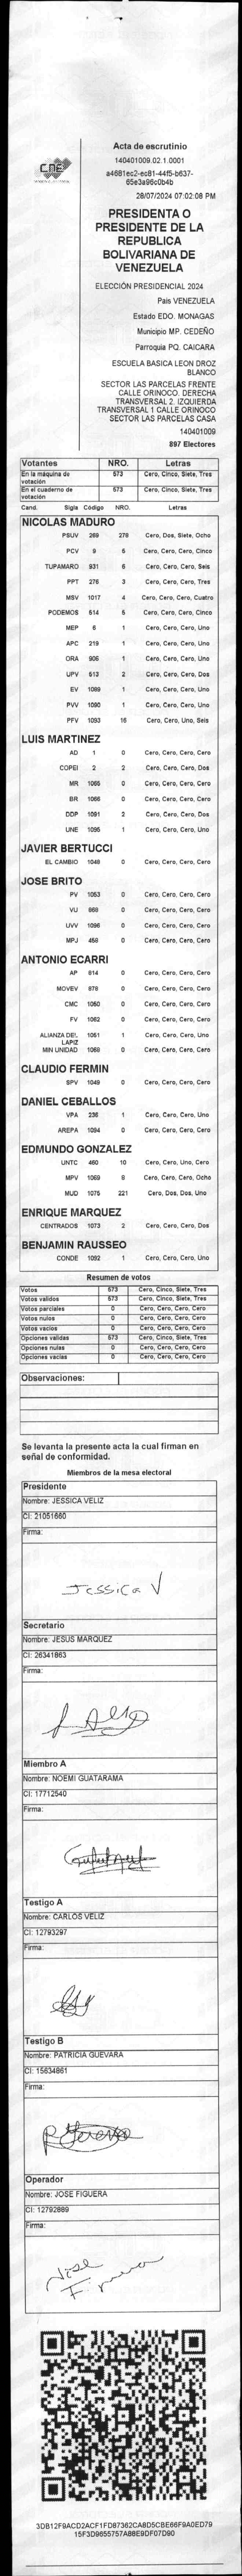 CNE
Acta de escrutinio
140401009.02.1.0001
a4681ec2-ec81-44f5-b637-
65e3a96c0b4b
28/07/2024 07:02:08 PM
PRESIDENTA O
PRESIDENTE DE LA
REPUBLICA
BOLIVARIANA DE
VENEZUELA
ELECCIÓN PRESIDENCIAL 2024
Pais VENEZUELA
Estado EDO. MONAGAS
Municipio MP. CEDEÑO
Parroquia PQ. CAICARA
ESCUELA BASICA LEON DROZ
BLANCO
SECTOR LAS PARCELAS FRENTE
CALLE ORINOCO. DERECHA
TRANSVERSAL 2. IZQUIERDA
TRANSVERSAL 1 CALLE ORINOCO
SECTOR LAS PARCELAS CASA
140401009
897 Electores
Votantes NRO. Letras
En la máquina de votación 573 Cero, Cinco, Siete, Tres
En el cuaderno de votación 573 Cero, Cinco, Siete, Tres
Cand. Sigla Código NRO. Letras
NICOLAS MADURO
PSUV 269 278 Cero, Dos, Siete, Ocho
PCV 9 5 Cero, Cero, Cero, Cinco
TUPAMARO 931 6 Cero, Cero, Cero, Seis
PPT 276 3 Cero, Cero, Cero, Tres
MSV 1017 4 Cero, Cero, Cero, Cuatro
PODEMOS 514 5 Cero, Cero, Cero, Cinco
MEP 6 1 Cero, Cero, Cero, Uno
APC 219 1 Cero, Cero, Cero, Uno
ORA 905 1 Cero, Cero, Cero, Uno
UPV 513 2 Cero, Cero, Cero, Dos
EV 1089 1 Cero, Cero, Cero, Uno
PVV 1090 1 Cero, Cero, Cero, Uno
PFV 1093 16 Cero, Cero, Uno, Seis
LUIS MARTINEZ
AD 1 0 Cero, Cero, Cero, Cero
COPEI 2 2 Cero, Cero, Cero, Dos
MR 1065 0 Cero, Cero, Cero, Cero
BR 1066 0 Cero, Cero, Cero, Cero
DDP 1091 2 Cero, Cero, Cero, Dos
UNE 1095 1 Cero, Cero, Cero, Uno
JAVIER BERTUCCI
EL CAMBIO 1048 0 Cero, Cero, Cero, Cero
JOSE BRITO
PV 1053 0 Cero, Cero, Cero, Cero
VU 868 0 Cero, Cero, Cero, Cero
UVV 1096 0 Cero, Cero, Cero, Cero
MPJ 459 0 Cero, Cero, Cero, Cero
ANTONIO ECARRI
AP 614 0 Cero, Cero, Cero, Cero
MOVEV 878 0 Cero, Cero, Cero, Cero
CMC 1050 0 Cero, Cero, Cero, Cero
FV 1062 0 Cero, Cero, Cero, Cero
ALIANZA DEL LAPIZ 1051 1 Cero, Cero, Cero, Uno
MIN UNIDAD 1068 0 Cero, Cero, Cero, Cero
CLAUDIO FERMIN
SPV 1049 0 Cero, Cero, Cero, Cero
DANIEL CEBALLOS
VPA 236 1 Cero, Cero, Cero, Uno
AREPA 1094 0 Cero, Cero, Cero, Cero
EDMUNDO GONZALEZ
UNTC 460 10 Cero, Cero, Uno, Cero
MPV 1069 8 Cero, Cero, Cero, Ocho
MUD 1075 221 Cero, Dos, Dos, Uno
ENRIQUE MARQUEZ
CENTRADOS 1073 2 Cero, Cero, Cero, Dos
BENJAMIN RAUSSEO
CONDE 1092 1 Cero, Cero, Cero, Uno
Resumen de votos
Votos 573 Cero, Cinco, Siete, Tres
Votos validos 573 Cero, Cinco, Siete, Tres
Votos parciales 0 Cero, Cero, Cero, Cero
Votos nulos 0 Cero, Cero, Cero, Cero
Votos vacios 0 Cero, Cero, Cero, Cero
Opciones validas 573 Cero, Cinco, Siete, Tres
Opciones nulas 0 Cero, Cero, Cero, Cero
Opciones vacias 0 Cero, Cero, Cero, Cero
Observaciones:
Se levanta la presente acta la cual firman en
señal de conformidad.
Miembros de la mesa electoral
Presidente
Nombre: JESSICA VELIZ
CI: 21051660
Firma:
Jessica V
Secretario
Nombre: JESUS MARQUEZ
CI: 26341863
Firma:
Miembro A
Nombre: NOEMI GUATARAMA
CI: 17712540
Firma:
Testigo A
Nombre: CARLOS VELIZ
CI: 12793297
Firma:
Testigo B
Nombre: PATRICIA GUEVARA
CI: 15634861
Firma:
Operador
Nombre: JOSE FIGUERA
CI: 12792889
Firma:
Jose
3DB12F9ACD2ACF1FD87362CA8D5CBE66F9A0ED79
15F3D9655757A88E9DF07D90